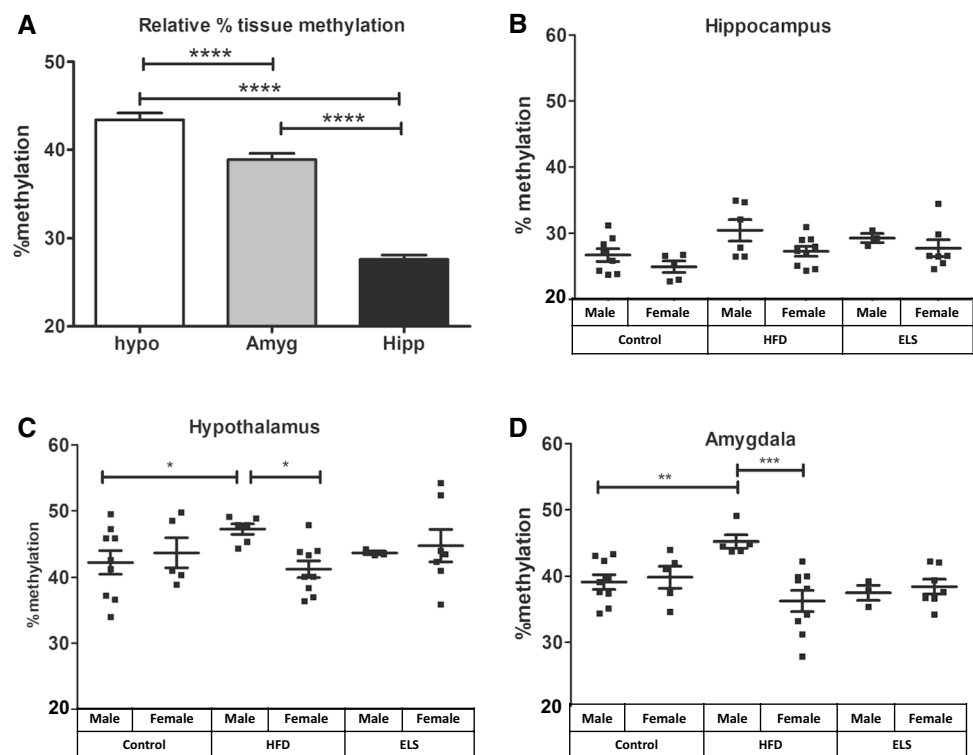 A
Relative % tissue methylation
60
50
40
30
20
%methylation
****
****
****
hypo Amyg Hipp
B
Hippocampus
60
50
40
30
20
% methylation
Male Female Male Female Male Female
Control HFD ELS
C
Hypothalamus
60
50
40
30
20
%methylation
* *
Male Female Male Female Male Female
Control HFD ELS
D
Amygdala
60
50
40
30
20
%methylation
** ***
Male Female Male Female Male Female
Control HFD ELS